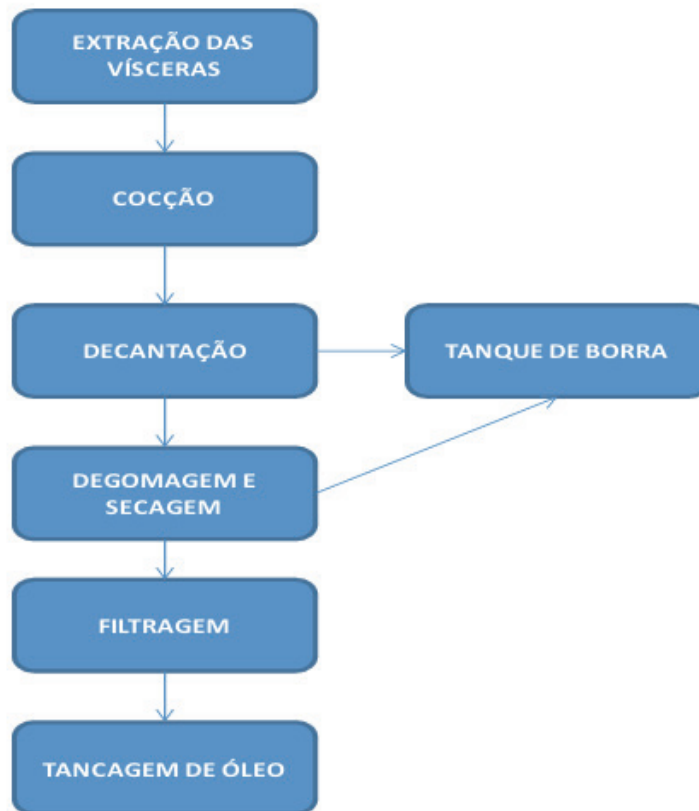 EXTRAÇÃO DAS
VÍSCERAS
COCÇÃO
DECANTAÇÃO
TANQUE DE BORRA
DEGOMAGEM E
SECAGEM
FILTRAGEM
TANCAGEM DE ÓLEO